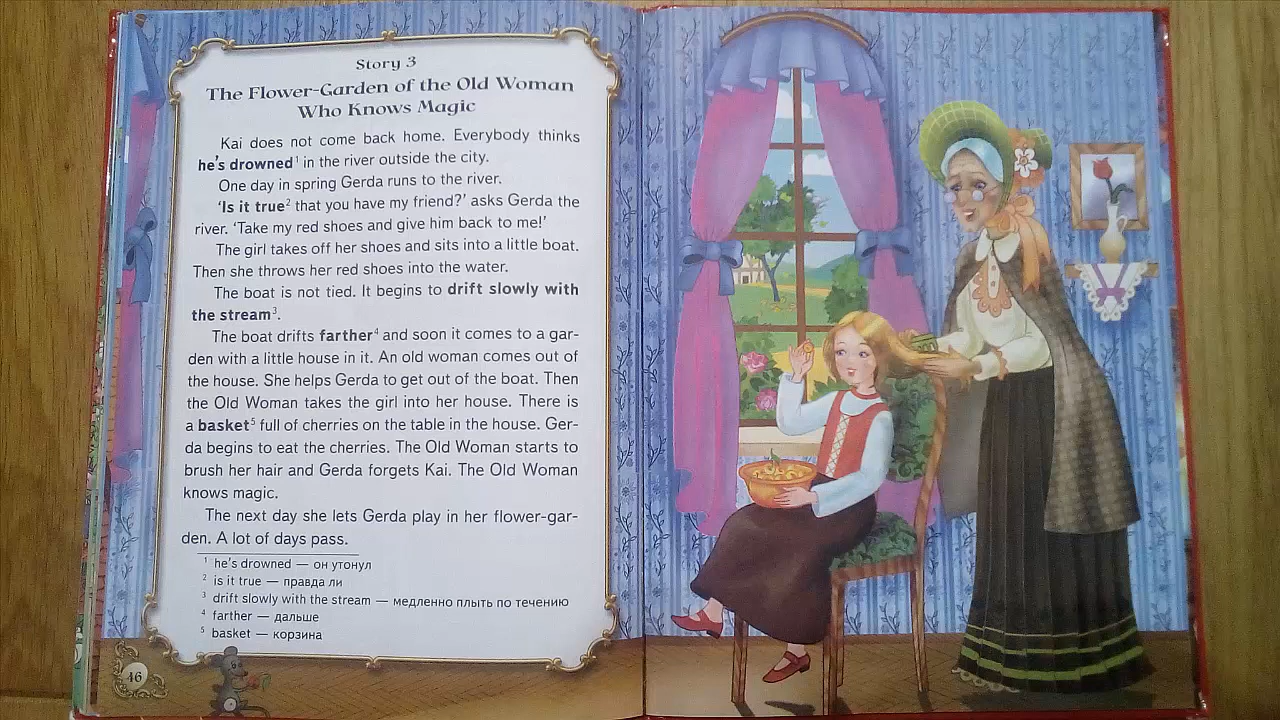 Story 3
The Flower-Garden of the Old Woman
Who Knows Magic
Kai does not come back home. Everybody thinks
he's drowned¹ in the river outside the city.
One day in spring Gerda runs to the river.
'Is it true² that you have my friend?' asks Gerda the
river. 'Take my red shoes and give him back to me!'
The girl takes off her shoes and sits into a little boat.
Then she throws her red shoes into the water.
The boat is not tied. It begins to drift slowly with
the stream³.
The boat drifts farther⁴ and soon it comes to a gar-
den with a little house in it. An old woman comes out of
the house. She helps Gerda to get out of the boat. Then
the Old Woman takes the girl into her house. There is
a basket⁵ full of cherries on the table in the house. Ger-
da begins to eat the cherries. The Old Woman starts to
brush her hair and Gerda forgets Kai. The Old Woman
knows magic.
The next day she lets Gerda play in her flower-gar-
den. A lot of days pass.
¹ he's drowned — он утонул
² is it true — правда ли
³ drift slowly with the stream — медленно плыть по течению
⁴ farther — дальше
⁵ basket — корзина
46